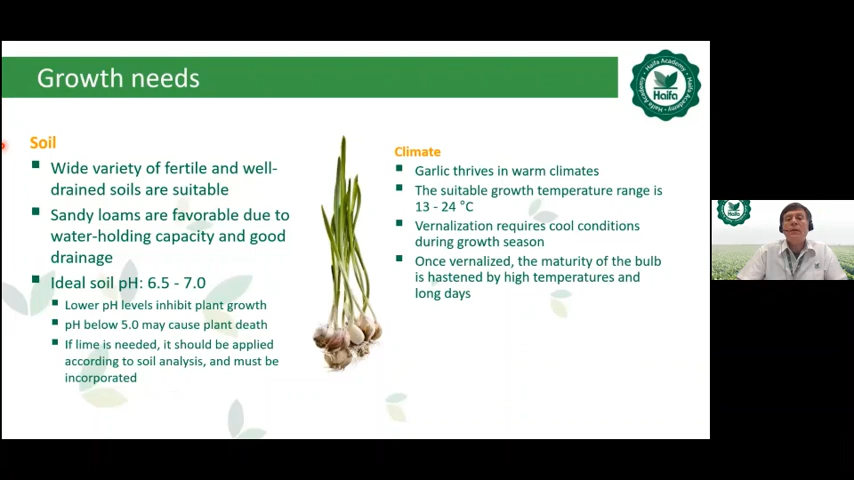 Growth needs
Haifa Academy
Haifa
Soil
Wide variety of fertile and well-
drained soils are suitable
Sandy loams are favorable due to
water-holding capacity and good
drainage
Ideal soil pH: 6.5 - 7.0
Lower pH levels inhibit plant growth
pH below 5.0 may cause plant death
If lime is needed, it should be applied
according to soil analysis, and must be
incorporated
Climate
Garlic thrives in warm climates
The suitable growth temperature range is
13 - 24 °C
Vernalization requires cool conditions
during growth season
Once vernalized, the maturity of the bulb
is hastened by high temperatures and
long days
Haifa